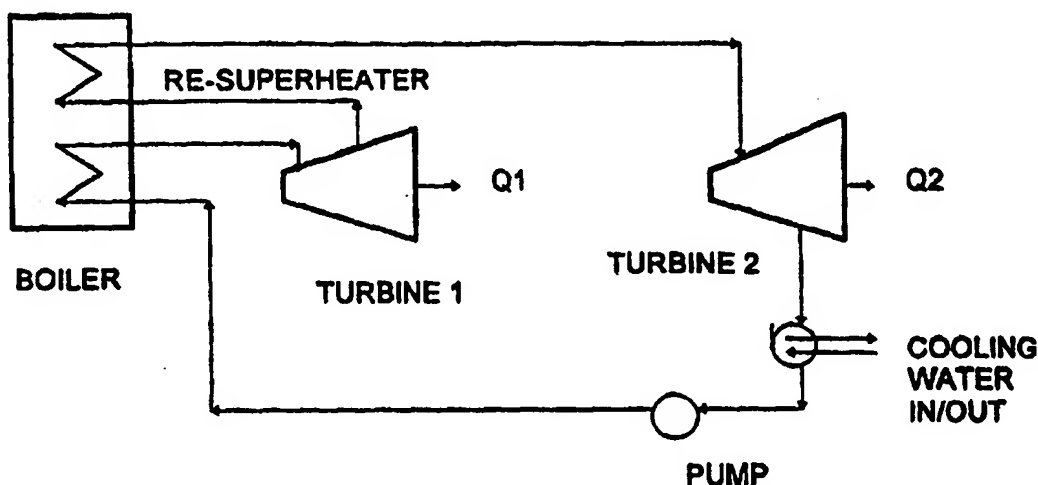 RE-SUPERHEATER
Q1
Q2
BOILER
TURBINE 1
TURBINE 2
COOLING
WATER
IN/OUT
PUMP